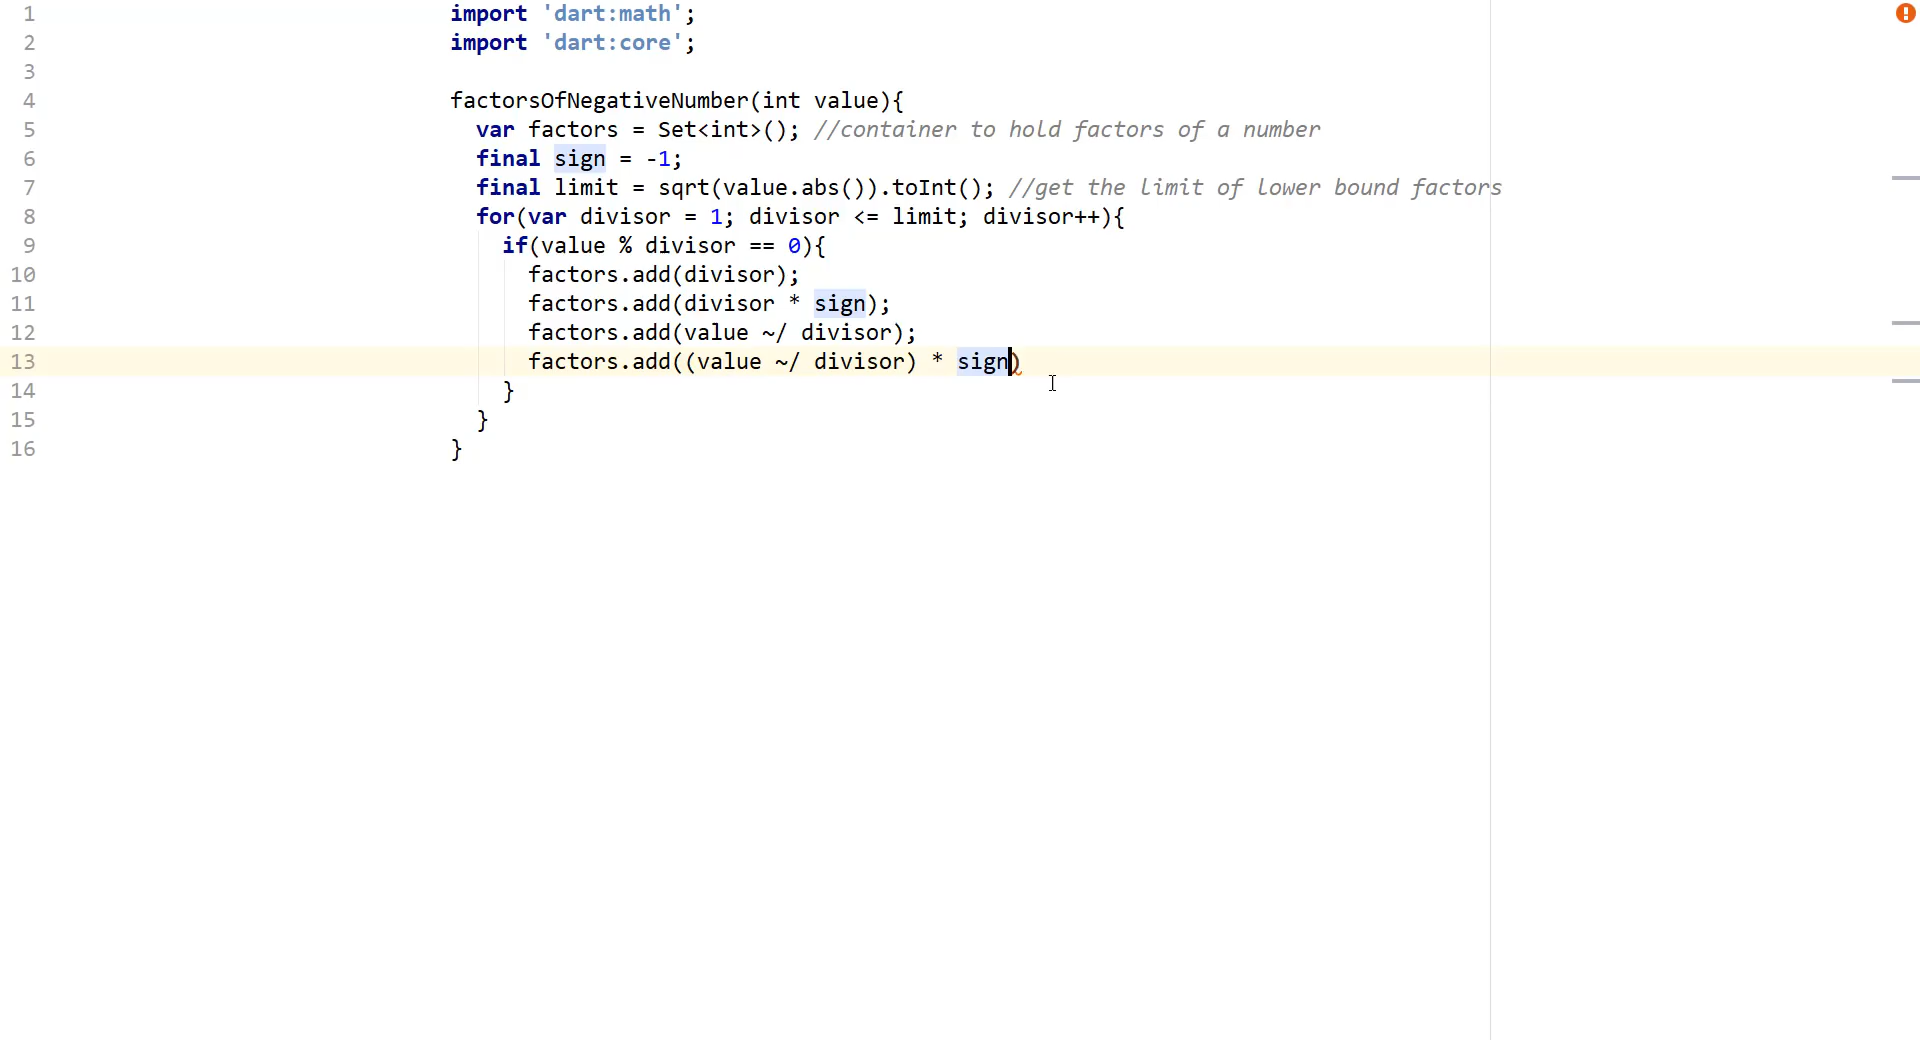 1 import 'dart:math';
2 import 'dart:core';
3
4 factorsOfNegativeNumber(int value){
5   var factors = Set<int>(); //container to hold factors of a number
6   final sign = -1;
7   final limit = sqrt(value.abs()).toInt(); //get the limit of lower bound factors
8   for(var divisor = 1; divisor <= limit; divisor++){
9     if(value % divisor == 0){
10       factors.add(divisor);
11       factors.add(divisor * sign);
12       factors.add(value ~/ divisor);
13       factors.add((value ~/ divisor) * sign)
14     }
15   }
16 }